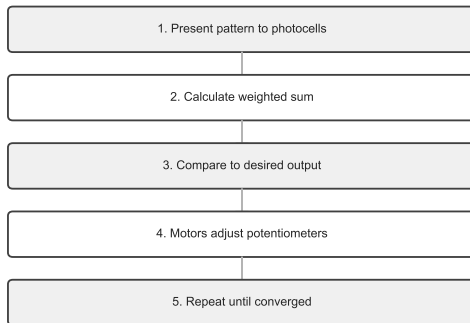 1. Present pattern to photocells
2. Calculate weighted sum
3. Compare to desired output
4. Motors adjust potentiometers
5. Repeat until converged